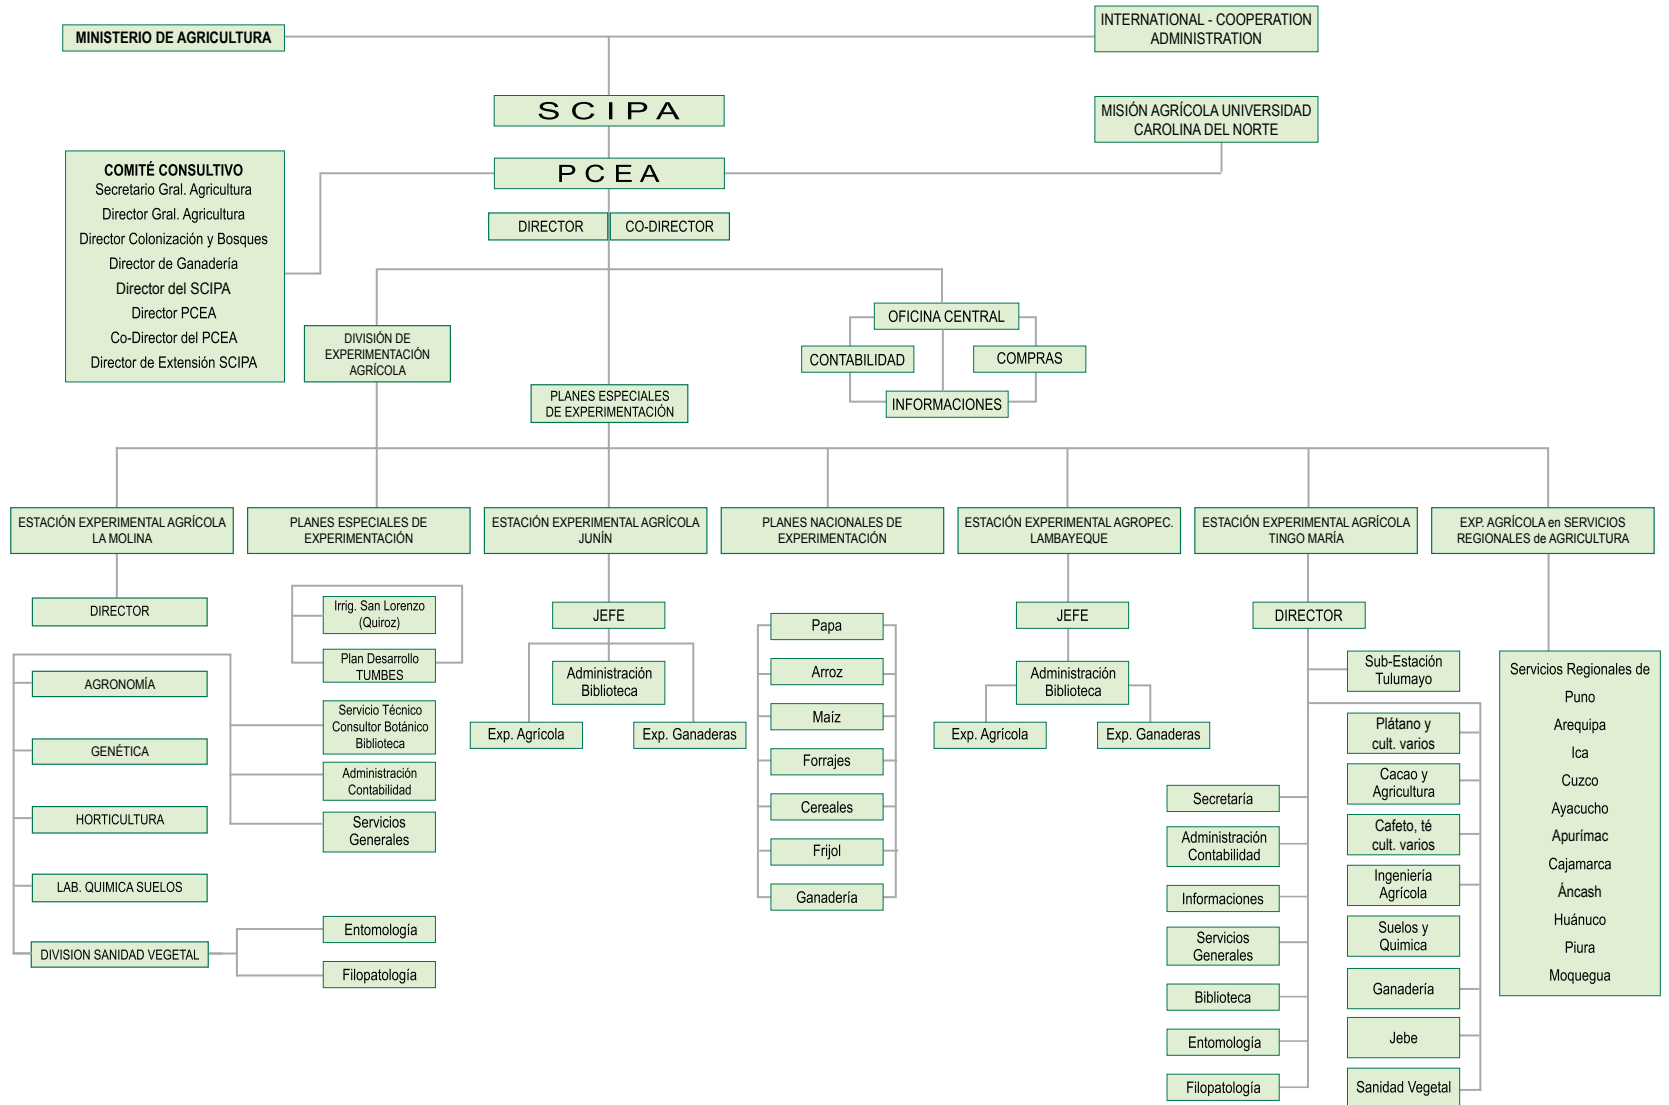 MINISTERIO DE AGRICULTURA
INTERNATIONAL - COOPERATION
ADMINISTRATION
SCIPA
MISIÓN AGRÍCOLA UNIVERSIDAD
CAROLINA DEL NORTE
PCEA
COMITÉ CONSULTIVO
Secretario Gral. Agricultura
Director Gral. Agricultura
Director Colonización y Bosques
Director de Ganadería
Director del SCIPA
Director PCEA
Co-Director del PCEA
Director de Extensión SCIPA
DIRECTOR
CO-DIRECTOR
OFICINA CENTRAL
CONTABILIDAD
COMPRAS
INFORMACIONES
DIVISIÓN DE
EXPERIMENTACIÓN
AGRÍCOLA
PLANES ESPECIALES
DE EXPERIMENTACIÓN
ESTACIÓN EXPERIMENTAL AGRÍCOLA
LA MOLINA
PLANES ESPECIALES DE
EXPERIMENTACIÓN
ESTACIÓN EXPERIMENTAL AGRÍCOLA
JUNÍN
PLANES NACIONALES DE
EXPERIMENTACIÓN
ESTACIÓN EXPERIMENTAL AGROPEC.
LAMBAYEQUE
ESTACIÓN EXPERIMENTAL AGRÍCOLA
TINGO MARÍA
EXP. AGRÍCOLA en SERVICIOS
REGIONALES de AGRICULTURA
DIRECTOR
AGRONOMÍA
GENÉTICA
HORTICULTURA
LAB. QUIMICA SUELOS
DIVISION SANIDAD VEGETAL
Irrig. San Lorenzo
(Quiroz)
Plan Desarrollo
TUMBES
Servicio Técnico
Consultor Botánico
Biblioteca
Administración
Contabilidad
Servicios
Generales
Entomología
Filopatología
JEFE
Administración
Biblioteca
Exp. Agrícola
Exp. Ganaderas
Papa
Arroz
Maíz
Forrajes
Cereales
Frijol
Ganadería
JEFE
Administración
Biblioteca
Exp. Agrícola
Exp. Ganaderas
DIRECTOR
Sub-Estación
Tulumayo
Plátano y
cult. varios
Cacao y
Agricultura
Cafeto, té
cult. varios
Ingeniería
Agrícola
Suelos y
Quimica
Ganadería
Jebe
Sanidad Vegetal
Secretaría
Administración
Contabilidad
Informaciones
Servicios
Generales
Biblioteca
Entomología
Filopatología
Servicios Regionales de
Puno
Arequipa
Ica
Cuzco
Ayacucho
Apurímac
Cajamarca
Áncash
Huánuco
Piura
Moquegua